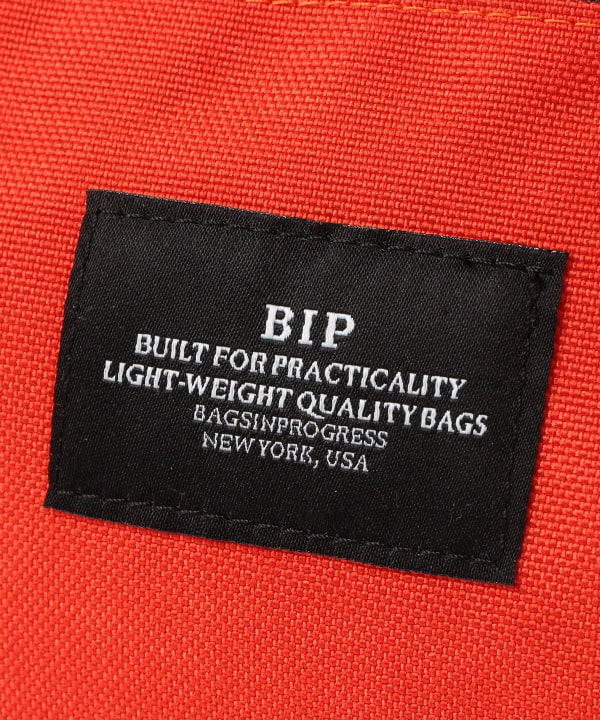 BIP
BUILT FOR PRACTICALITY
LIGHT-WEIGHT QUALITY BAGS
BAGSINPROGRESS
NEW YORK, USA